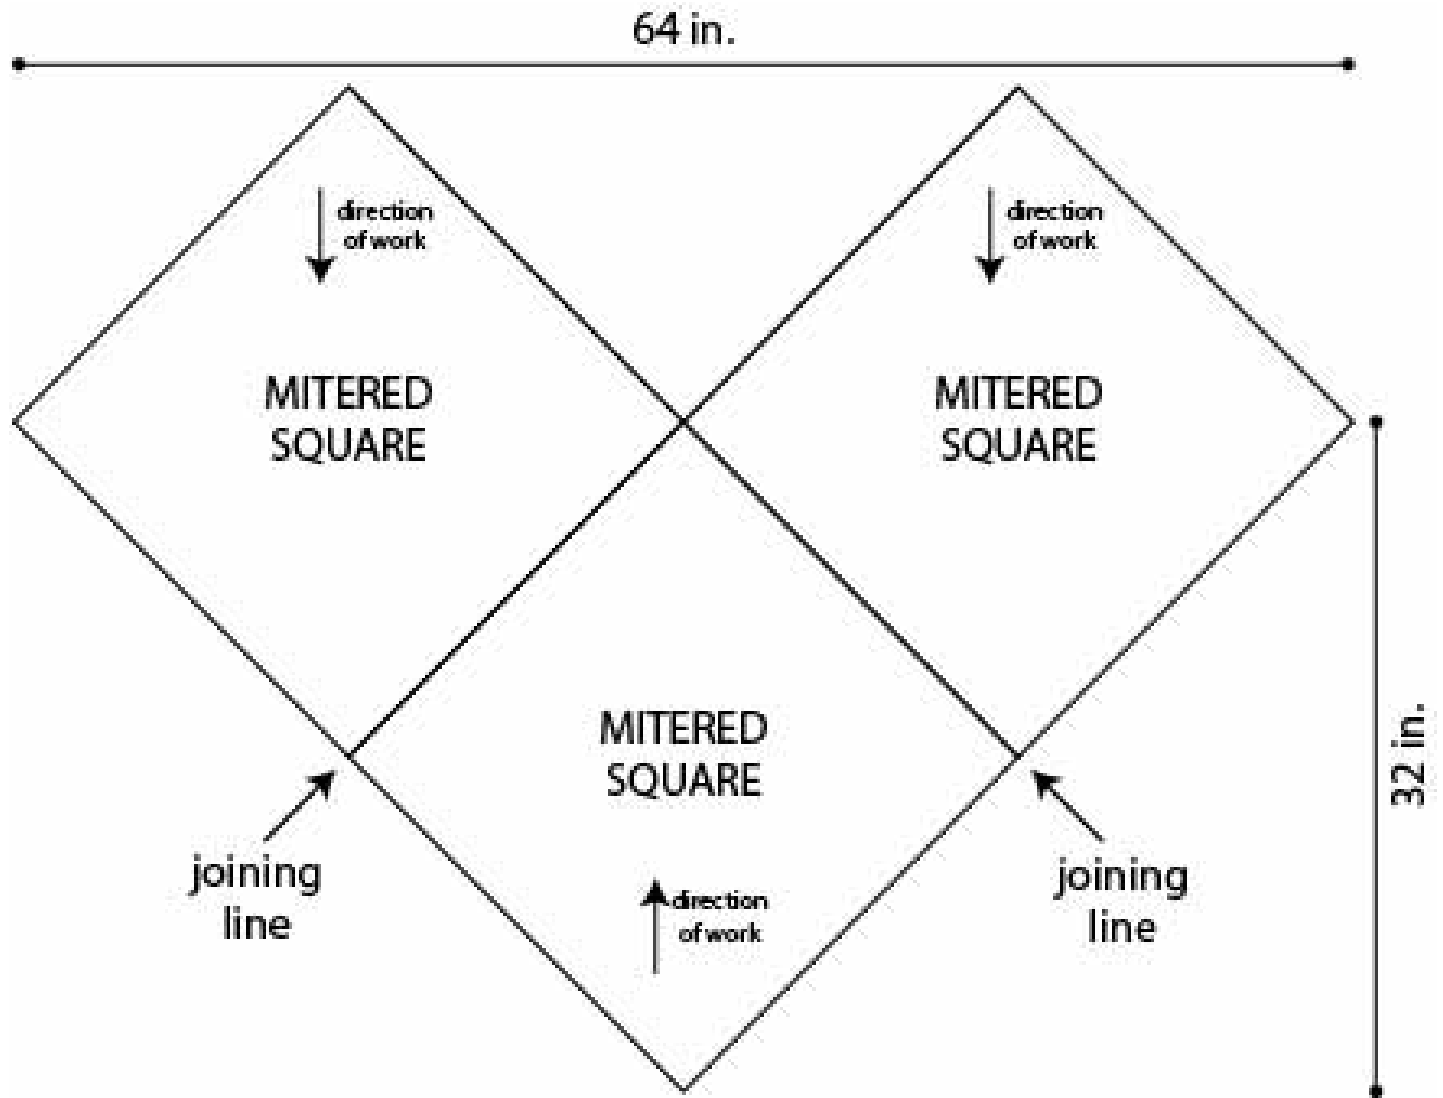 64 in.
direction
of work
direction
of work
MITERED
SQUARE
MITERED
SQUARE
MITERED
SQUARE
32 in.
joining
line
direction
of work
joining
line